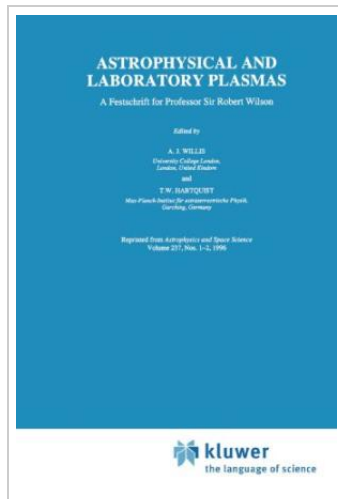 ASTROPHYSICAL AND
LABORATORY PLASMAS
A Festschrift for Professor Sir Robert Wilson
Edited by
A. J. WILLIS
University College London,
London, United Kindom
and
T.W. HARTQUIST
Max-Planck-Institut für extraterrestrische Physik,
Garching, Germany
Reprinted from Astrophysics and Space Science
Volume 237, Nos. 1–2, 1996
kluwer
the language of science